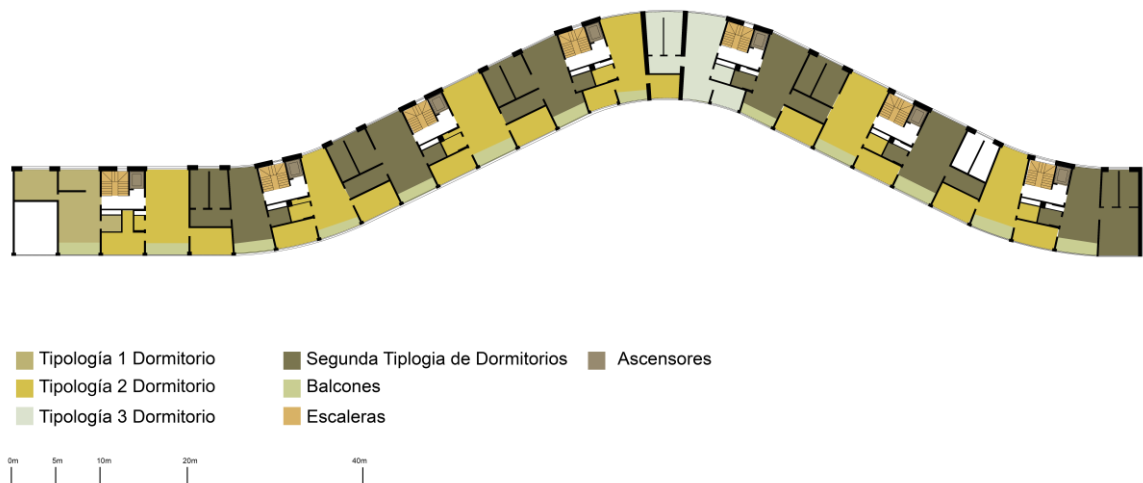 Tipología 1 Dormitorio
Segunda Tiplogia de Dormitorios
Ascensores
Tipología 2 Dormitorio
Balcones
Tipología 3 Dormitorio
Escaleras
0m 5m 10m 20m 40m